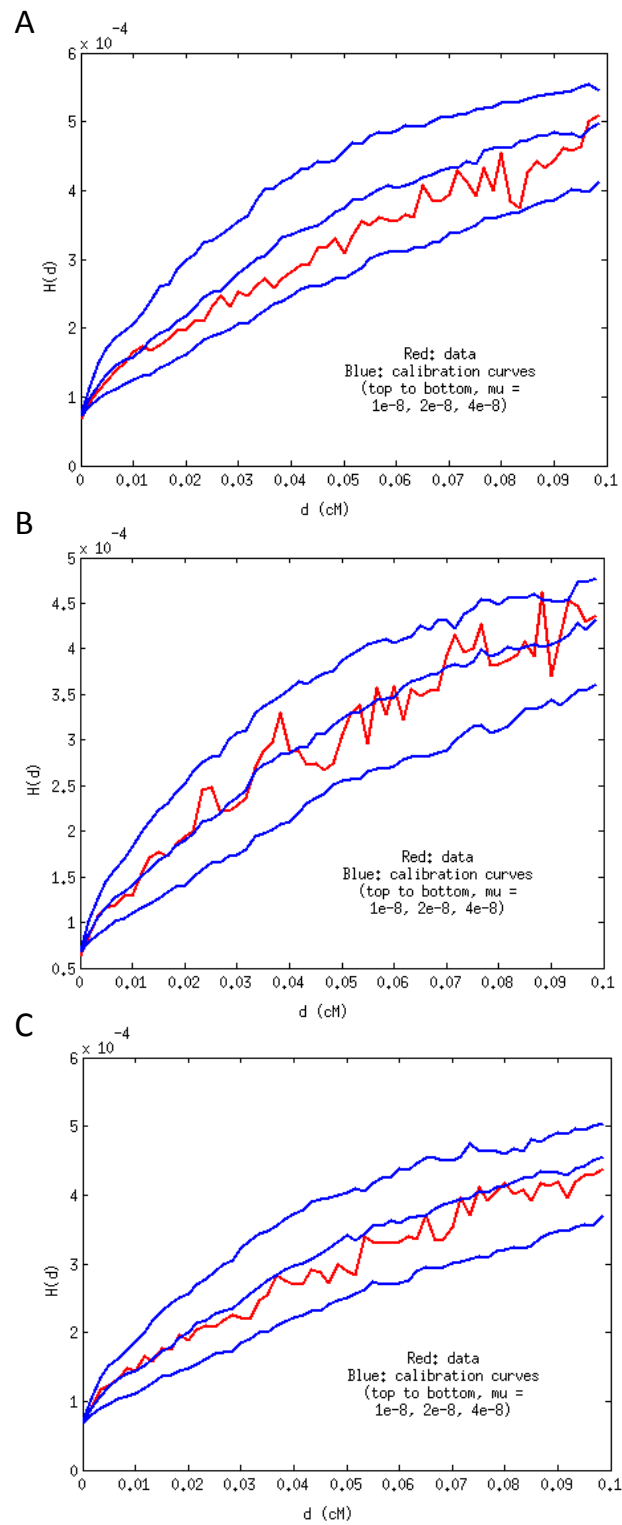 A
× 10⁻⁴
6
5
4
3
2
1
0
H(d)
0 0.01 0.02 0.03 0.04 0.05 0.06 0.07 0.08 0.09 0.1
d (cM)
Red: data
Blue: calibration curves
(top to bottom, mu =
1e-8, 2e-8, 4e-8)
B
× 10⁻⁴
5
4.5
4
3.5
3
2.5
2
1.5
1
0.5
H(d)
0 0.01 0.02 0.03 0.04 0.05 0.06 0.07 0.08 0.09 0.1
d (cM)
Red: data
Blue: calibration curves
(top to bottom, mu =
1e-8, 2e-8, 4e-8)
C
× 10⁻⁴
6
5
4
3
2
1
0
H(d)
0 0.01 0.02 0.03 0.04 0.05 0.06 0.07 0.08 0.09 0.1
d (cM)
Red: data
Blue: calibration curves
(top to bottom, mu =
1e-8, 2e-8, 4e-8)